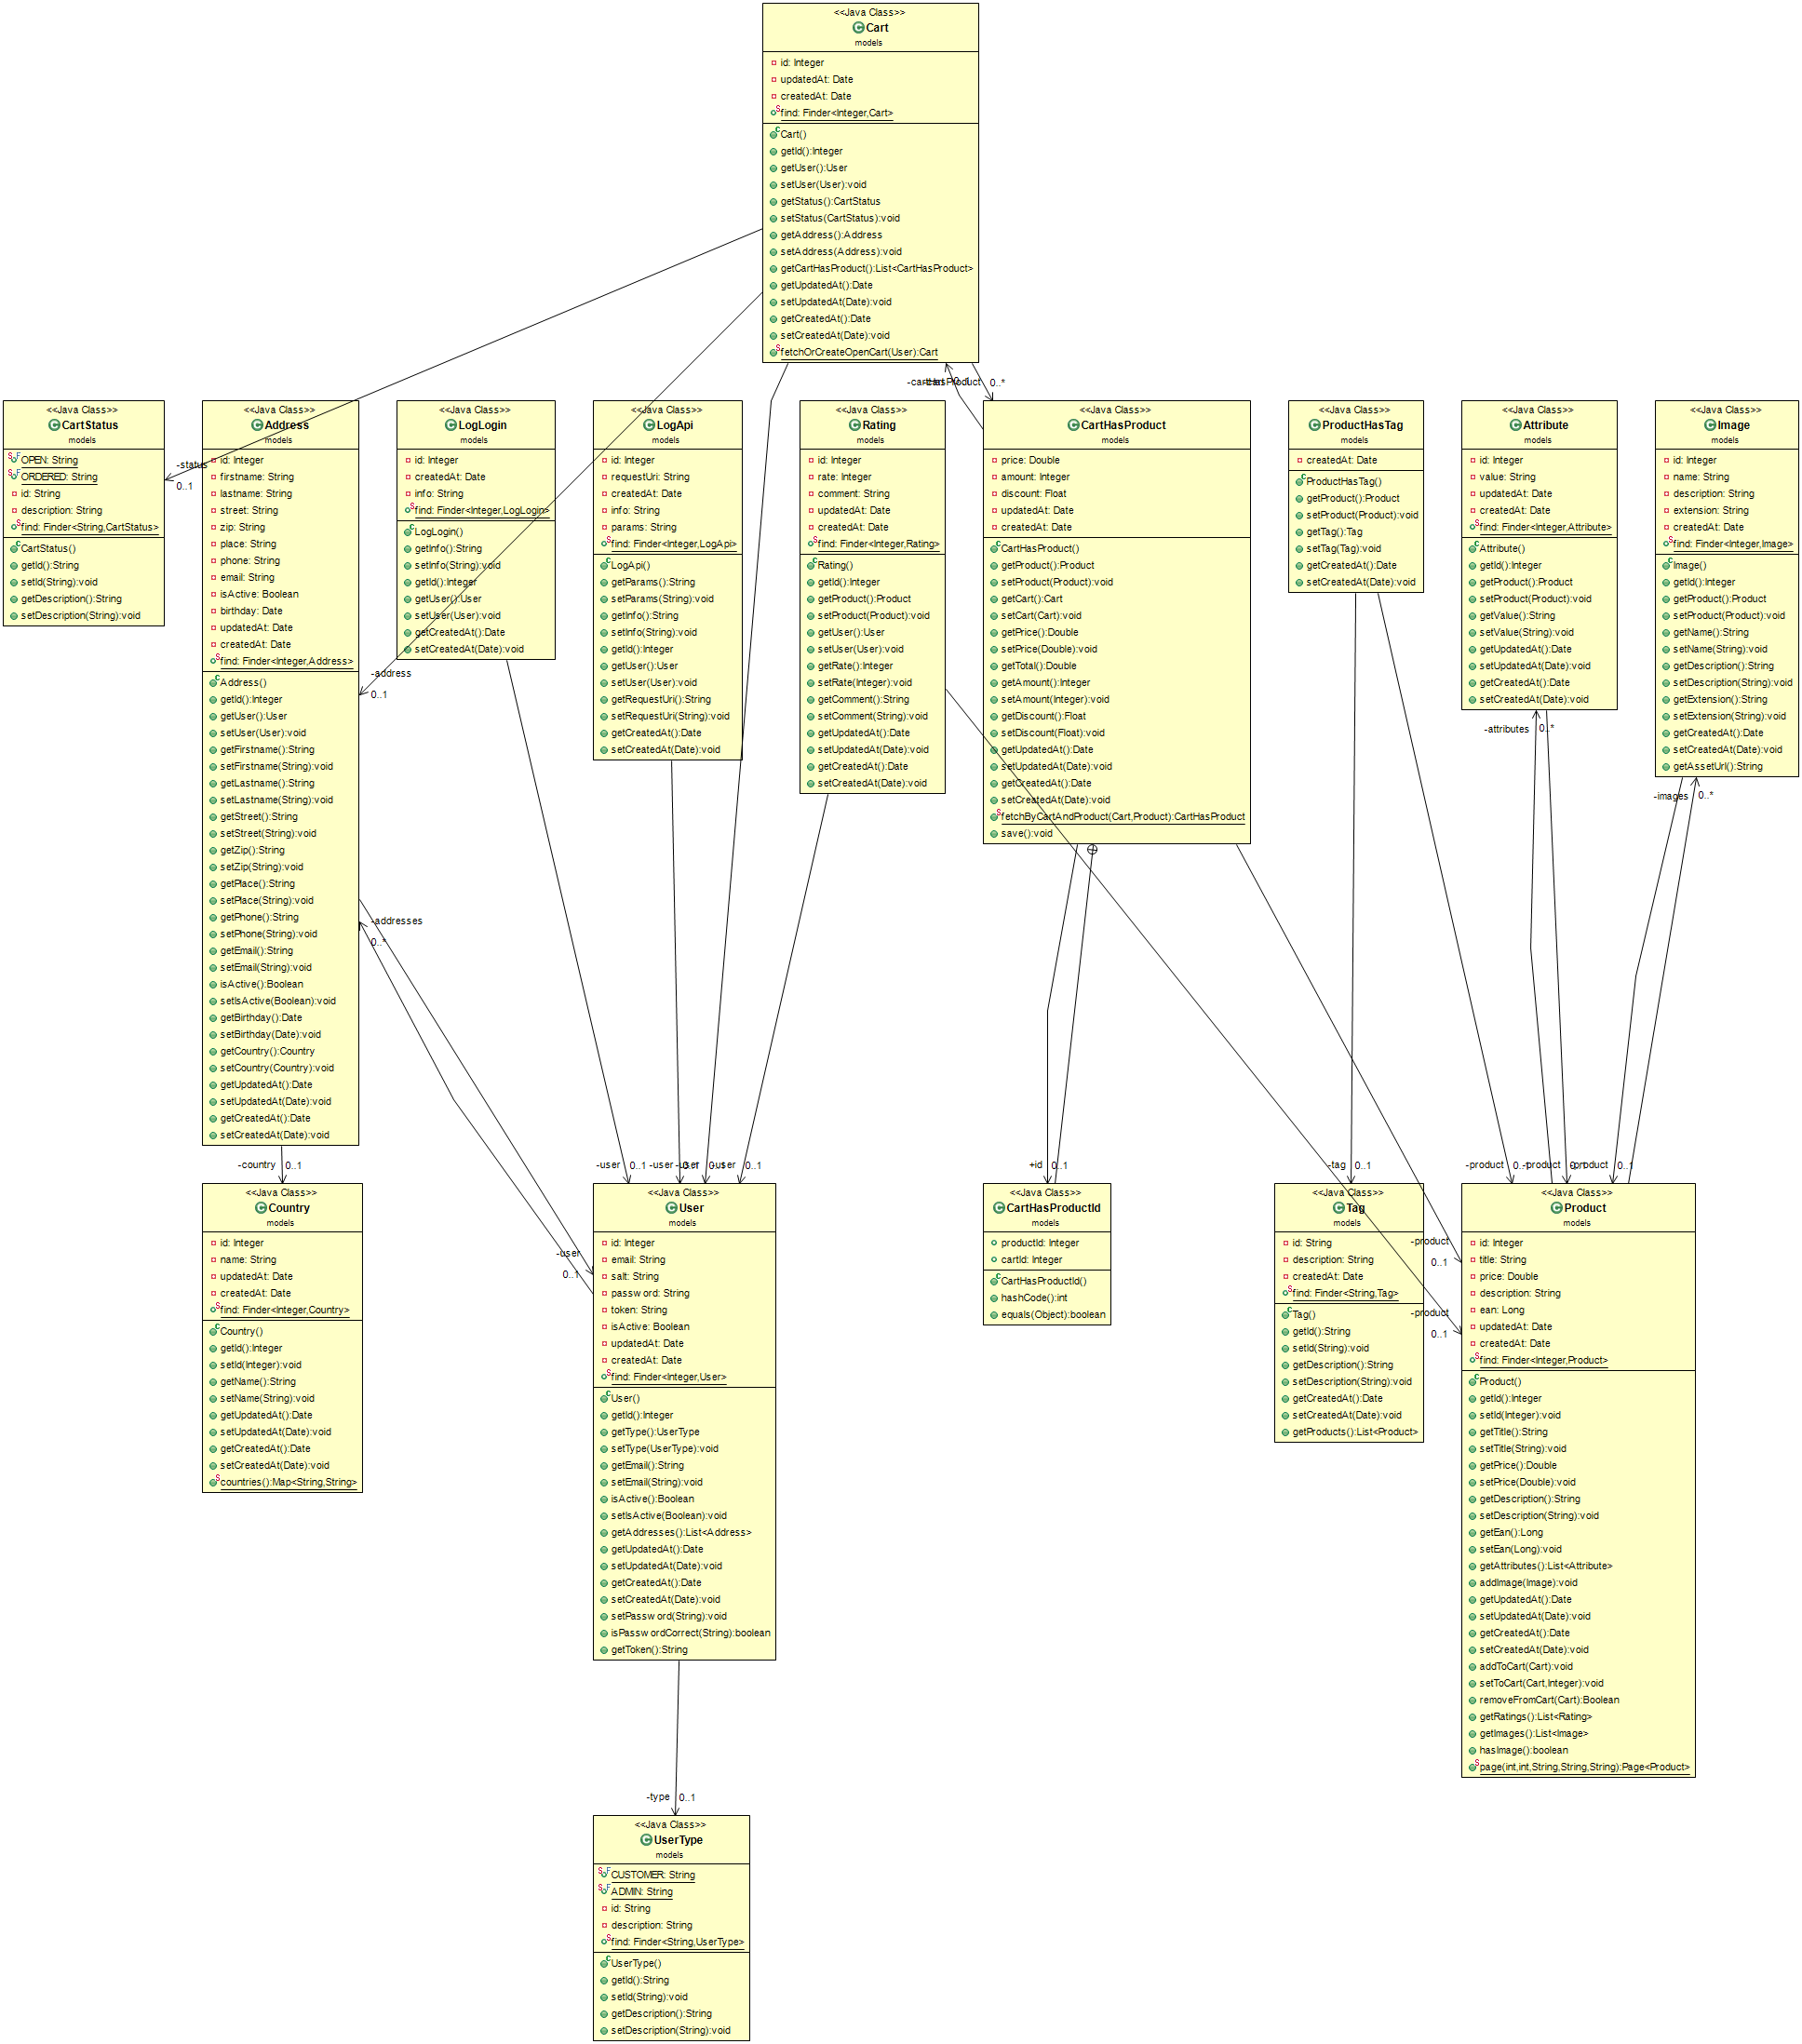 <<Java Class>>
Cart
models
id: Integer
updatedAt: Date
createdAt: Date
find: Finder<Integer,Cart>
Cart()
getId():Integer
getUser():User
setUser(User):void
getStatus():CartStatus
setStatus(CartStatus):void
getAddress():Address
setAddress(Address):void
getCartHasProduct():List<CartHasProduct>
getUpdatedAt():Date
setUpdatedAt(Date):void
getCreatedAt():Date
setCreatedAt(Date):void
fetchOrCreateOpenCart(User):Cart
0..*
<<Java Class>>
CartStatus
models
OPEN: String
ORDERED: String
id: String
description: String
find: Finder<String,CartStatus>
CartStatus()
getId():String
setId(String):void
getDescription():String
setDescription(String):void
-status
0..1
<<Java Class>>
Address
models
id: Integer
firstname: String
lastname: String
street: String
zip: String
place: String
phone: String
email: String
isActive: Boolean
birthday: Date
updatedAt: Date
createdAt: Date
find: Finder<Integer,Address>
Address()
getId():Integer
getUser():User
setUser(User):void
getFirstname():String
setFirstname(String):void
getLastname():String
setLastname(String):void
getStreet():String
setStreet(String):void
getZip():String
setZip(String):void
getPlace():String
setPlace(String):void
getPhone():String
setPhone(String):void
getEmail():String
setEmail(String):void
isActive():Boolean
setIsActive(Boolean):void
getBirthday():Date
setBirthday(Date):void
getCountry():Country
setCountry(Country):void
getUpdatedAt():Date
setUpdatedAt(Date):void
getCreatedAt():Date
setCreatedAt(Date):void
-address
0..1
-addresses
0..*
<<Java Class>>
LogLogin
models
id: Integer
createdAt: Date
info: String
find: Finder<Integer,LogLogin>
LogLogin()
getInfo():String
setInfo(String):void
getId():Integer
getUser():User
setUser(User):void
getCreatedAt():Date
setCreatedAt(Date):void
<<Java Class>>
LogApi
models
id: Integer
requestUri: String
createdAt: Date
info: String
params: String
find: Finder<Integer,LogApi>
LogApi()
getParams():String
setParams(String):void
getInfo():String
setInfo(String):void
getId():Integer
getUser():User
setUser(User):void
getRequestUri():String
setRequestUri(String):void
getCreatedAt():Date
setCreatedAt(Date):void
<<Java Class>>
Rating
models
id: Integer
rate: Integer
comment: String
updatedAt: Date
createdAt: Date
find: Finder<Integer,Rating>
Rating()
getId():Integer
getProduct():Product
setProduct(Product):void
getUser():User
setUser(User):void
getRate():Integer
setRate(Integer):void
getComment():String
setComment(String):void
getUpdatedAt():Date
setUpdatedAt(Date):void
getCreatedAt():Date
setCreatedAt(Date):void
<<Java Class>>
CartHasProduct
models
price: Double
amount: Integer
discount: Float
updatedAt: Date
createdAt: Date
CartHasProduct()
getProduct():Product
setProduct(Product):void
getCart():Cart
setCart(Cart):void
getPrice():Double
setPrice(Double):void
getTotal():Double
getAmount():Integer
setAmount(Integer):void
getDiscount():Float
setDiscount(Float):void
getUpdatedAt():Date
setUpdatedAt(Date):void
getCreatedAt():Date
setCreatedAt(Date):void
fetchByCartAndProduct(Cart,Product):CartHasProduct
save():void
<<Java Class>>
ProductHasTag
models
createdAt: Date
ProductHasTag()
getProduct():Product
setProduct(Product):void
getTag():Tag
setTag(Tag):void
getCreatedAt():Date
setCreatedAt(Date):void
<<Java Class>>
Attribute
models
id: Integer
value: String
updatedAt: Date
createdAt: Date
find: Finder<Integer,Attribute>
Attribute()
getId():Integer
getProduct():Product
setProduct(Product):void
getValue():String
setValue(String):void
getUpdatedAt():Date
setUpdatedAt(Date):void
getCreatedAt():Date
setCreatedAt(Date):void
-attributes
0..*
<<Java Class>>
Image
models
id: Integer
name: String
description: String
extension: String
createdAt: Date
find: Finder<Integer,Image>
Image()
getId():Integer
getProduct():Product
setProduct(Product):void
getName():String
setName(String):void
getDescription():String
setDescription(String):void
getExtension():String
setExtension(String):void
getCreatedAt():Date
setCreatedAt(Date):void
getAssetUrl():String
-images
0..*
-country
0..1
<<Java Class>>
Country
models
id: Integer
name: String
updatedAt: Date
createdAt: Date
find: Finder<Integer,Country>
Country()
getId():Integer
setId(Integer):void
getName():String
setName(String):void
getUpdatedAt():Date
setUpdatedAt(Date):void
getCreatedAt():Date
setCreatedAt(Date):void
countries():Map<String,String>
-user
0..1
-user
-user
0..1
-user
0..1
<<Java Class>>
User
models
id: Integer
email: String
salt: String
password: String
token: String
isActive: Boolean
updatedAt: Date
createdAt: Date
find: Finder<Integer,User>
User()
getId():Integer
getType():UserType
setType(UserType):void
getEmail():String
setEmail(String):void
isActive():Boolean
setIsActive(Boolean):void
getAddresses():List<Address>
getUpdatedAt():Date
setUpdatedAt(Date):void
getCreatedAt():Date
setCreatedAt(Date):void
setPassword(String):void
isPasswordCorrect(String):boolean
getToken():String
+id
0..1
<<Java Class>>
CartHasProductId
models
productId: Integer
cartId: Integer
CartHasProductId()
hashCode():int
equals(Object):boolean
-tag
0..1
<<Java Class>>
Tag
models
id: String
description: String
createdAt: Date
find: Finder<String,Tag>
Tag()
getId():String
setId(String):void
getDescription():String
setDescription(String):void
getCreatedAt():Date
setCreatedAt(Date):void
getProducts():List<Product>
-product
-product
0..1
-product
0..1
-product
0..1
<<Java Class>>
Product
models
id: Integer
title: String
price: Double
description: String
ean: Long
updatedAt: Date
createdAt: Date
find: Finder<Integer,Product>
Product()
getId():Integer
setId(Integer):void
getTitle():String
setTitle(String):void
getPrice():Double
setPrice(Double):void
getDescription():String
setDescription(String):void
getEan():Long
setEan(Long):void
getAttributes():List<Attribute>
addImage(Image):void
getUpdatedAt():Date
setUpdatedAt(Date):void
getCreatedAt():Date
setCreatedAt(Date):void
addToCart(Cart):void
setToCart(Cart,Integer):void
removeFromCart(Cart):Boolean
getRatings():List<Rating>
getImages():List<Image>
hasImage():boolean
page(int,int,String,String,String):Page<Product>
-type
0..1
<<Java Class>>
UserType
models
CUSTOMER: String
ADMIN: String
id: String
description: String
find: Finder<String,UserType>
UserType()
getId():String
setId(String):void
getDescription():String
setDescription(String):void